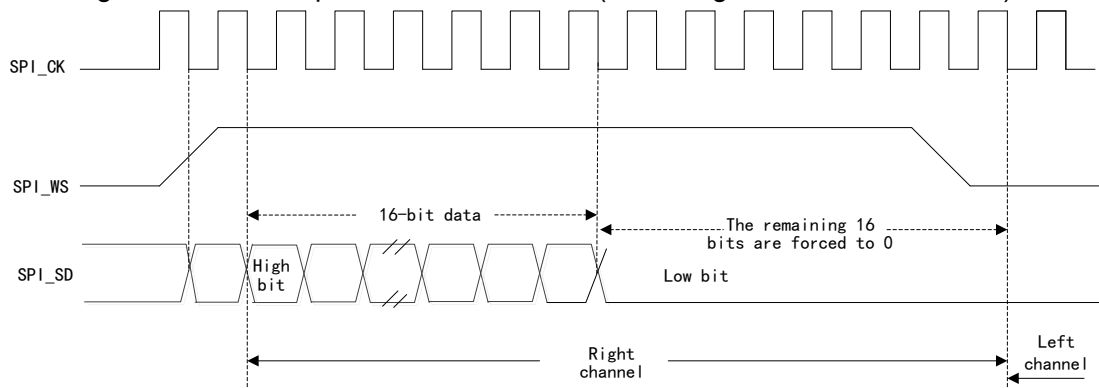 SPI_CK
SPI_WS
16-bit data
The remaining 16
bits are forced to 0
SPI_SD
High
bit
Low bit
Right
channel
Left
channel